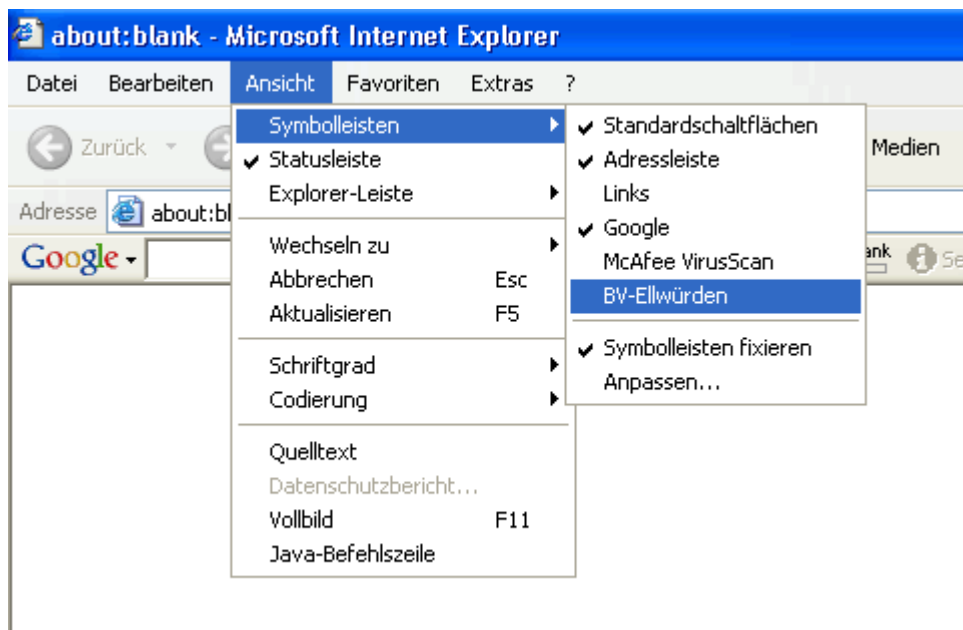 about:blank - Microsoft Internet Explorer
Datei Bearbeiten Ansicht Favoriten Extras ?
Zurück
Medien
Adresse about:bl
Google
ank
Se
Symbolleisten
Statusleiste
Explorer-Leiste
Wechseln zu
Abbrechen Esc
Aktualisieren F5
Schriftgrad
Codierung
Quelltext
Datenschutzbericht...
Vollbild F11
Java-Befehlszeile
Standardschaltflächen
Adressleiste
Links
Google
McAfee VirusScan
BV-Ellwürden
Symbolleisten fixieren
Anpassen...